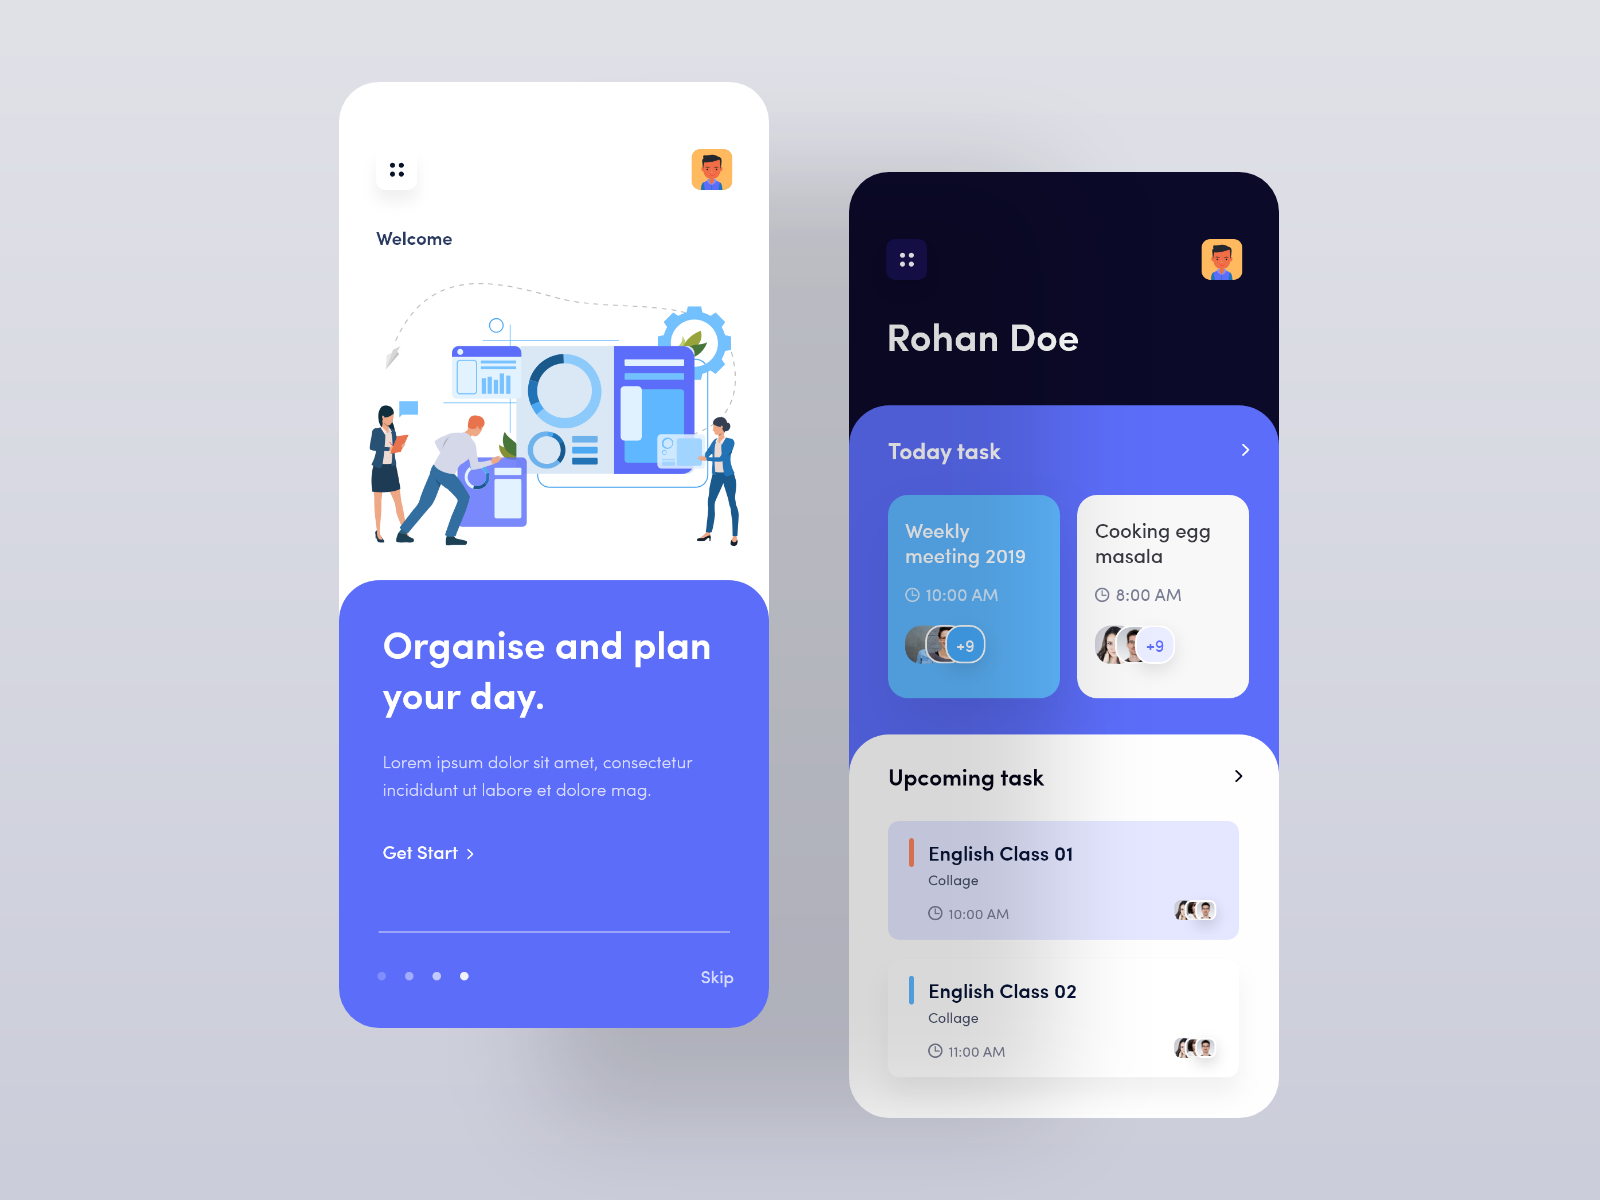 Welcome
Organise and plan
your day.
Lorem ipsum dolor sit amet, consectetur
incididunt ut labore et dolore mag.
Get Start
Skip
Rohan Doe
Today task
Weekly
meeting 2019
10:00 AM
+9
Cooking egg
masala
8:00 AM
+9
Upcoming task
English Class 01
Collage
10:00 AM
English Class 02
Collage
11:00 AM